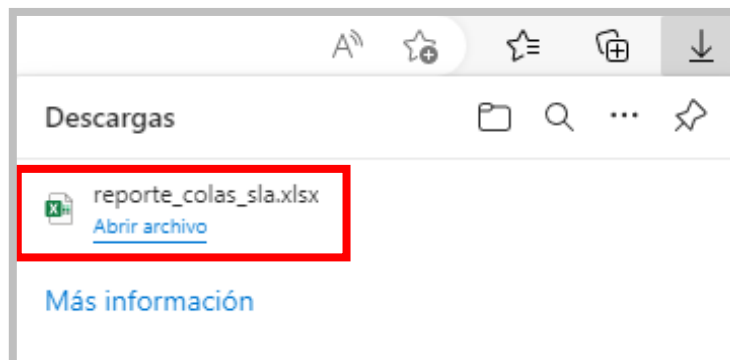 Descargas
reporte_colas_sla.xlsx
Abrir archivo
Más información